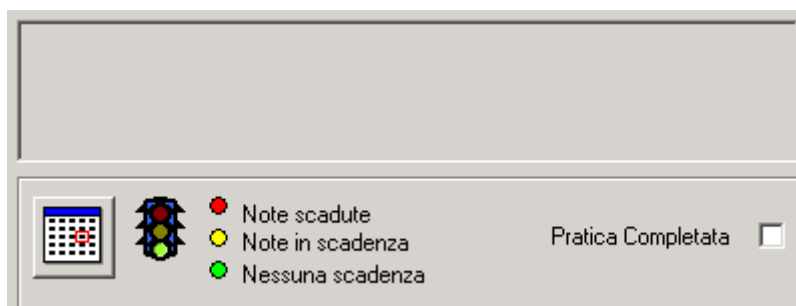 Note scadute
Note in scadenza
Nessuna scadenza
Pratica Completata